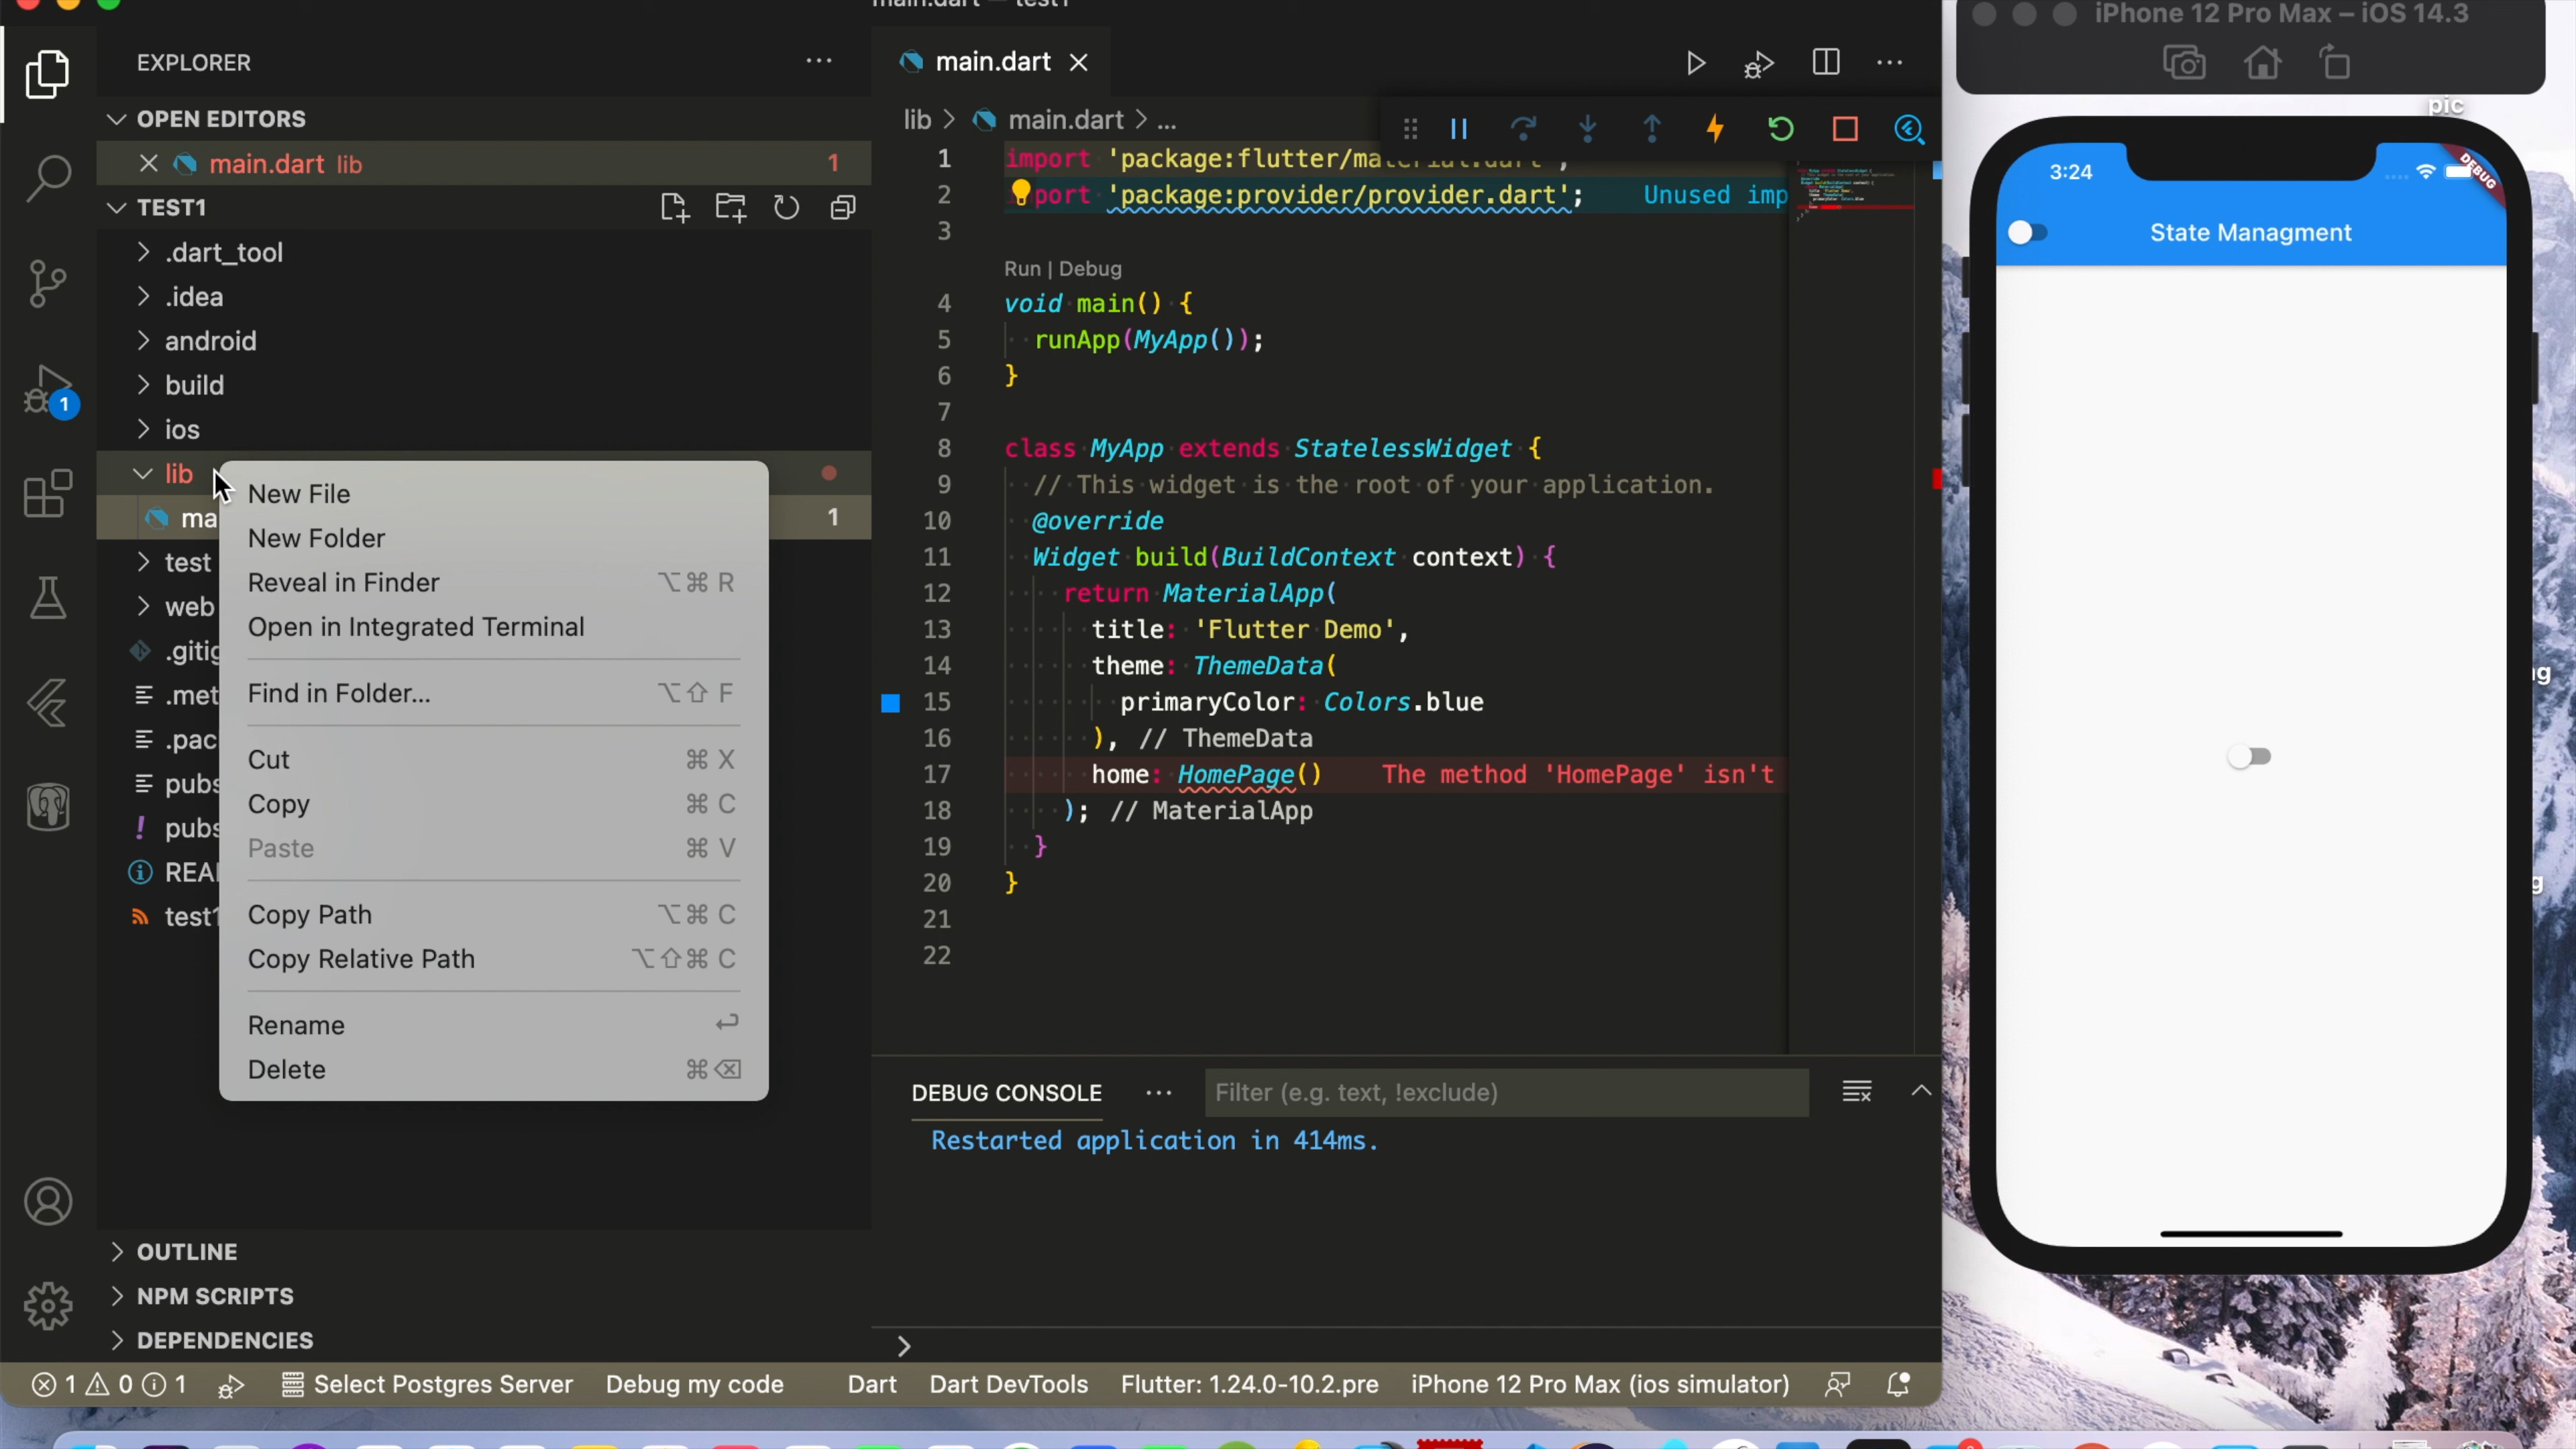 main.dart — test1
EXPLORER
OPEN EDITORS
main.dart lib 1
TEST1
.dart_tool
.idea
android
build
ios
lib
ma 1
test
web
.gitig
.met
.pac
pubs
pubs
REA
test1
New File
New Folder
Reveal in Finder ⌥⌘ R
Open in Integrated Terminal
Find in Folder... ⌥⇧ F
Cut ⌘ X
Copy ⌘ C
Paste ⌘ V
Copy Path ⌥⌘ C
Copy Relative Path ⌥⇧⌘ C
Rename
Delete ⌘⌫
1
OUTLINE
NPM SCRIPTS
DEPENDENCIES
main.dart
lib > main.dart > ...
1 import 'package:flutter/material.dart';
2 port 'package:provider/provider.dart'; Unused imp
3
Run | Debug
4 void main() {
5 runApp(MyApp());
6 }
7
8 class MyApp extends StatelessWidget {
9 // This widget is the root of your application.
10 @override
11 Widget build(BuildContext context) {
12 return MaterialApp(
13 title: 'Flutter Demo',
14 theme: ThemeData(
15 primaryColor: Colors.blue
16 ), // ThemeData
17 home: HomePage() The method 'HomePage' isn't
18 ); // MaterialApp
19 }
20 }
21
22
DEBUG CONSOLE
Filter (e.g. text, !exclude)
Restarted application in 414ms.
1 0 1 Select Postgres Server Debug my code Dart Dart DevTools Flutter: 1.24.0-10.2.pre iPhone 12 Pro Max (ios simulator)
iPhone 12 Pro Max – iOS 14.3
pic
3:24
DEBUG
State Managment
g
g